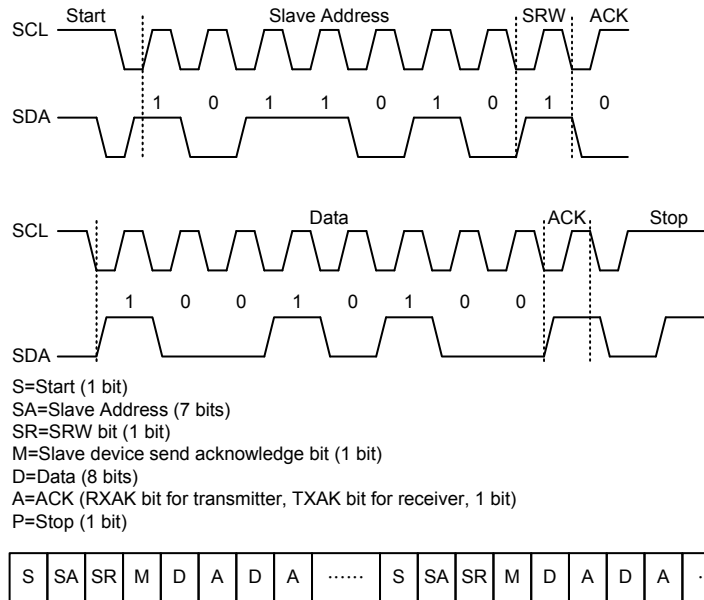 Start Slave Address SRW ACK
SCL
1 0 1 1 0 1 0 1 0
SDA
Data ACK Stop
SCL
1 0 0 1 0 1 0 0
SDA
S=Start (1 bit)
SA=Slave Address (7 bits)
SR=SRW bit (1 bit)
M=Slave device send acknowledge bit (1 bit)
D=Data (8 bits)
A=ACK (RXAK bit for transmitter, TXAK bit for receiver, 1 bit)
P=Stop (1 bit)
S SA SR M D A D A ...... S SA SR M D A D A